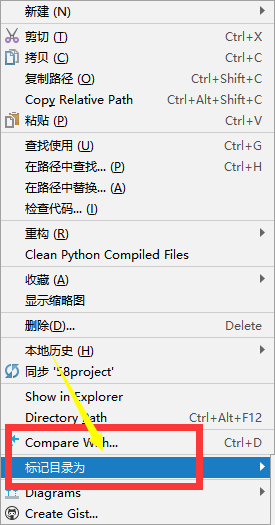 新建 (N)
剪切 (T) Ctrl+X
拷贝 (C) Ctrl+C
复制路径 (O) Ctrl+Shift+C
Copy Relative Path Ctrl+Alt+Shift+C
粘贴 (P) Ctrl+V
查找使用 (U) Ctrl+G
在路径中查找... (P) Ctrl+H
在路径中替换... (A)
检查代码... (I)
重构 (R)
Clean Python Compiled Files
收藏 (A)
显示缩略图
删除(D)... Delete
本地历史 (H)
同步 '58project'
Show in Explorer
Directory Path Ctrl+Alt+F12
Compare With... Ctrl+D
标记目录为
Diagrams
Create Gist...